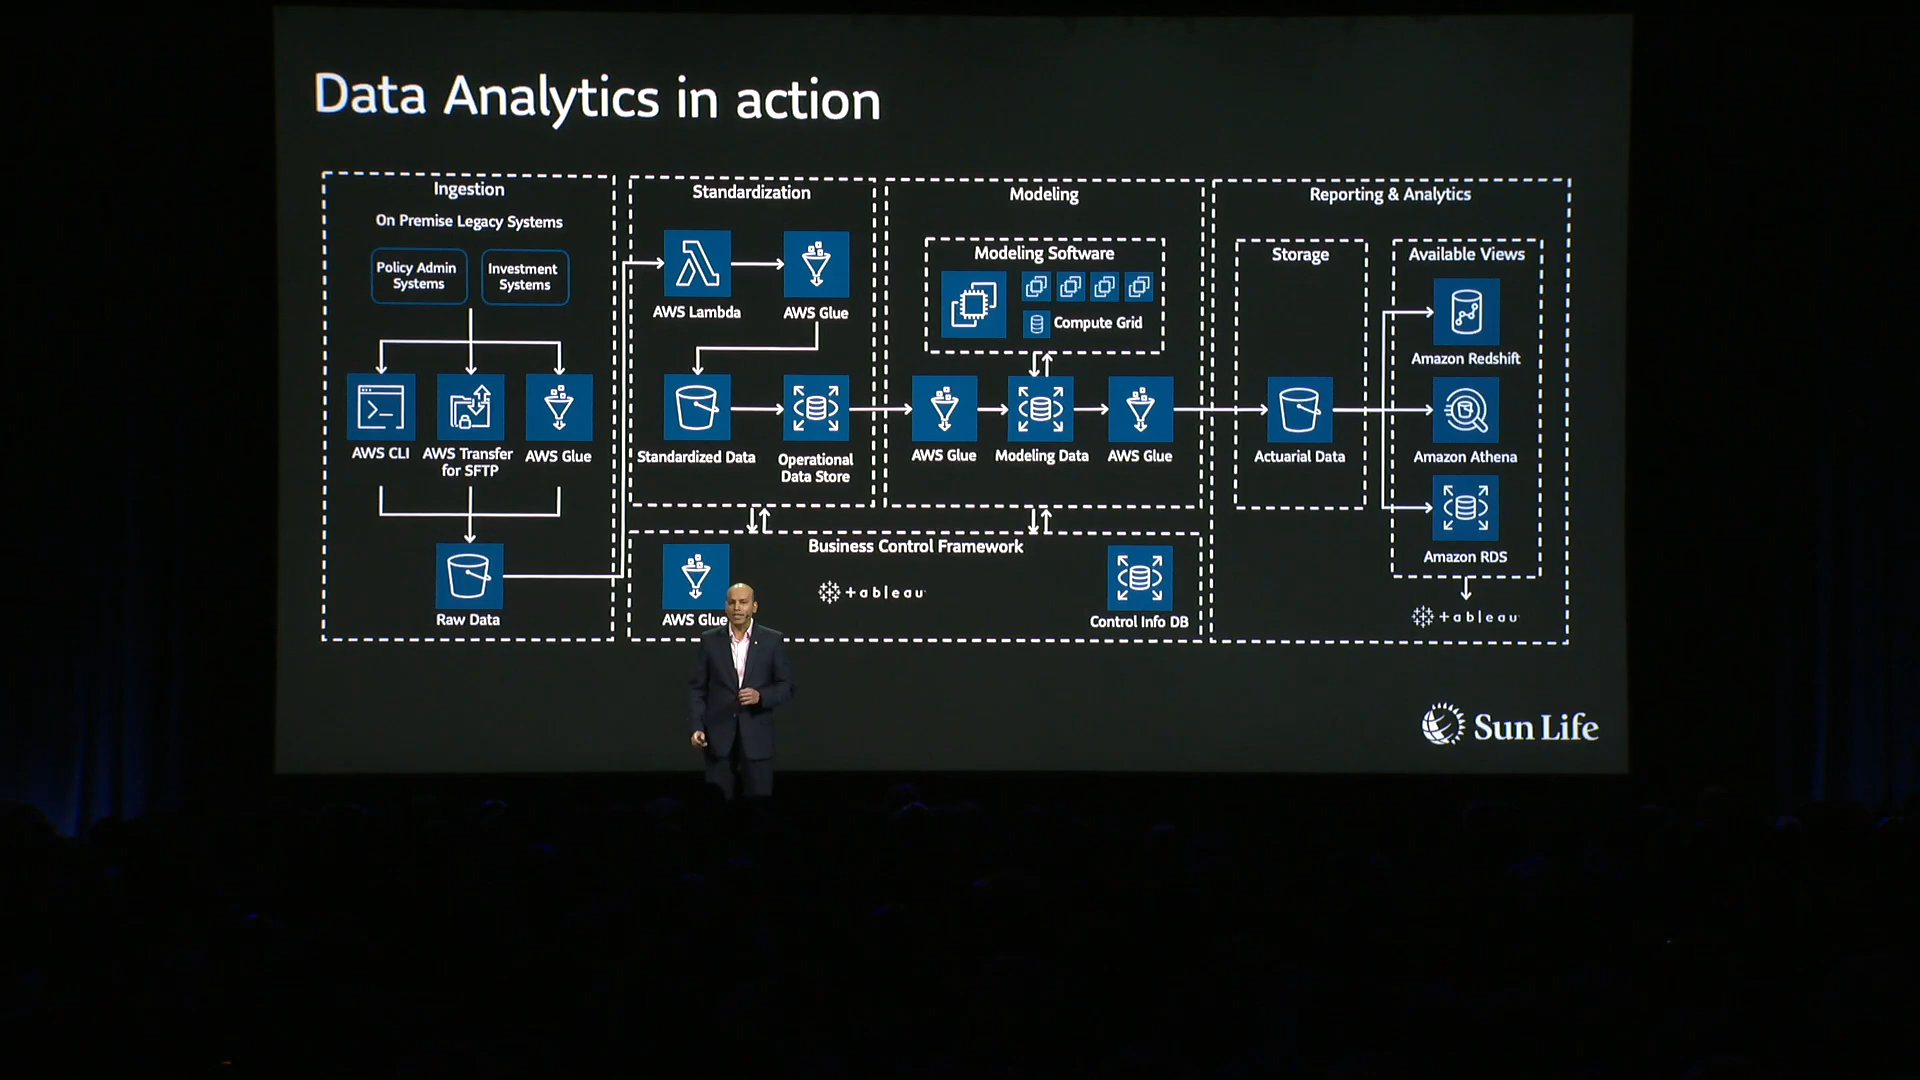 Data Analytics in action
Ingestion
On Premise Legacy Systems
Policy Admin
Systems
Investment
Systems
AWS CLI
AWS Transfer
for SFTP
AWS Glue
Raw Data
Standardization
AWS Lambda
AWS Glue
Standardized Data
Operational
Data Store
Modeling
Modeling Software
Compute Grid
AWS Glue
Modeling Data
AWS Glue
Business Control Framework
AWS Glue
+ a b l e a u
Control Info DB
Reporting & Analytics
Storage
Actuarial Data
Available Views
Amazon Redshift
Amazon Athena
Amazon RDS
+ a b l e a u
Sun Life